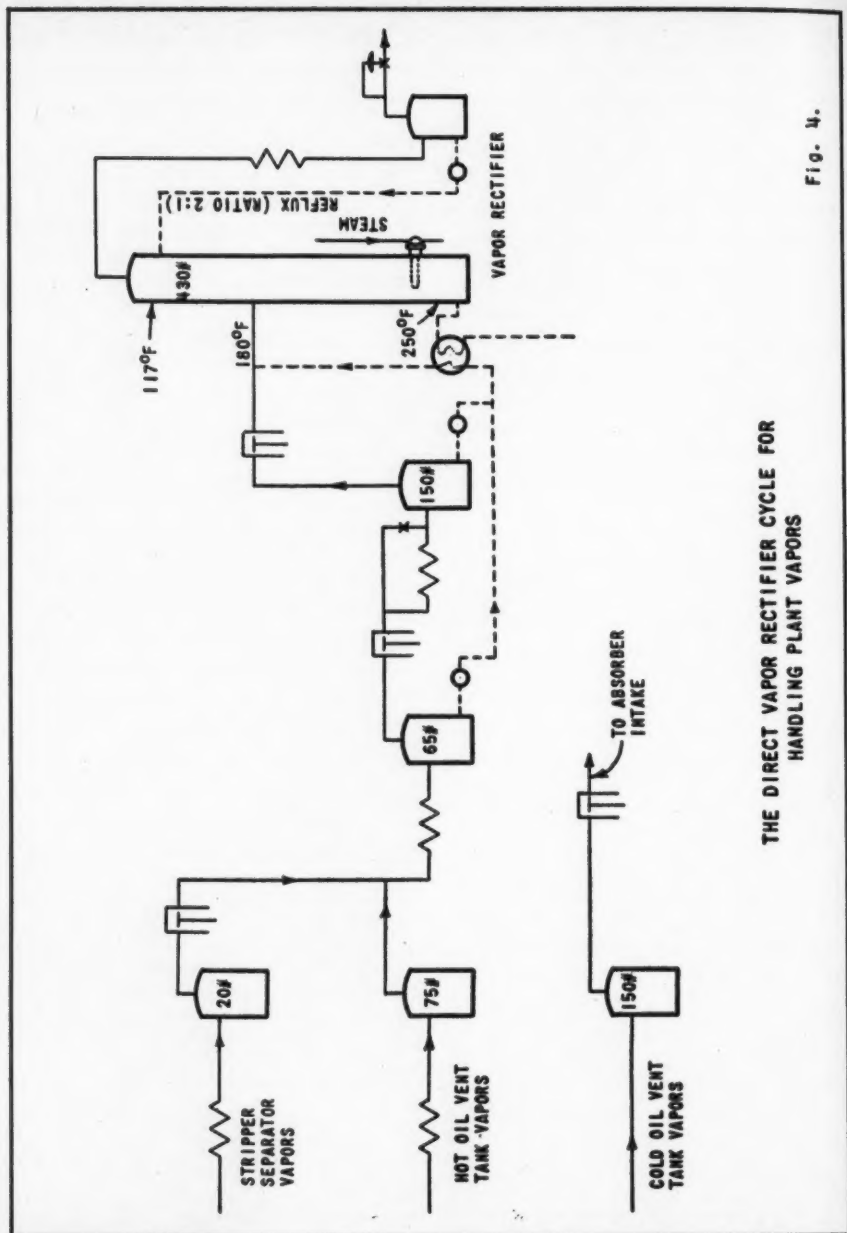 STRIPPER
SEPARATOR
VAPORS
20#
HOT OIL VENT
TANK VAPORS
75#
COLD OIL VENT
TANK VAPORS
150#
TO ABSORBER
INTAKE
65#
150#
117°F
180°F
250°F
430#
STEAM
REFLUX (RATIO 2:1)
VAPOR RECTIFIER
THE DIRECT VAPOR RECTIFIER CYCLE FOR
HANDLING PLANT VAPORS
Fig. 4.